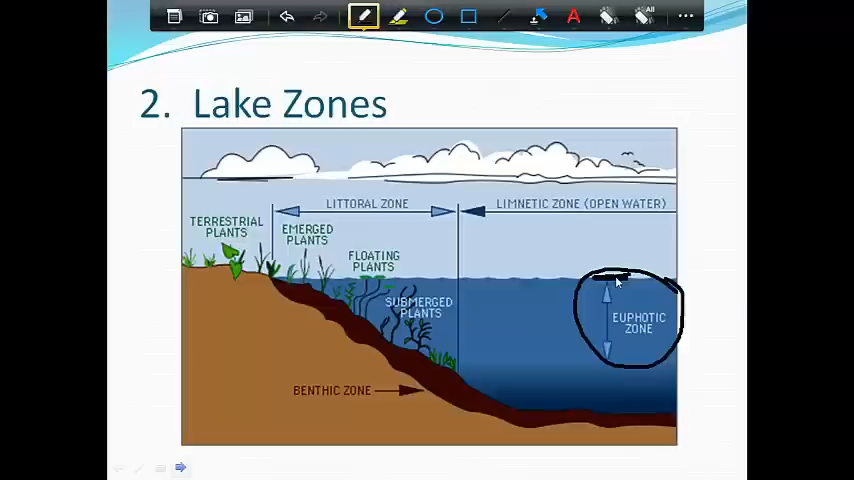 A
All
2. Lake Zones
LITTORAL ZONE
LIMNETIC ZONE (OPEN WATER)
TERRESTRIAL
PLANTS
EMERGED
PLANTS
FLOATING
PLANTS
SUBMERGED
PLANTS
EUPHOTIC
ZONE
BENTHIC ZONE